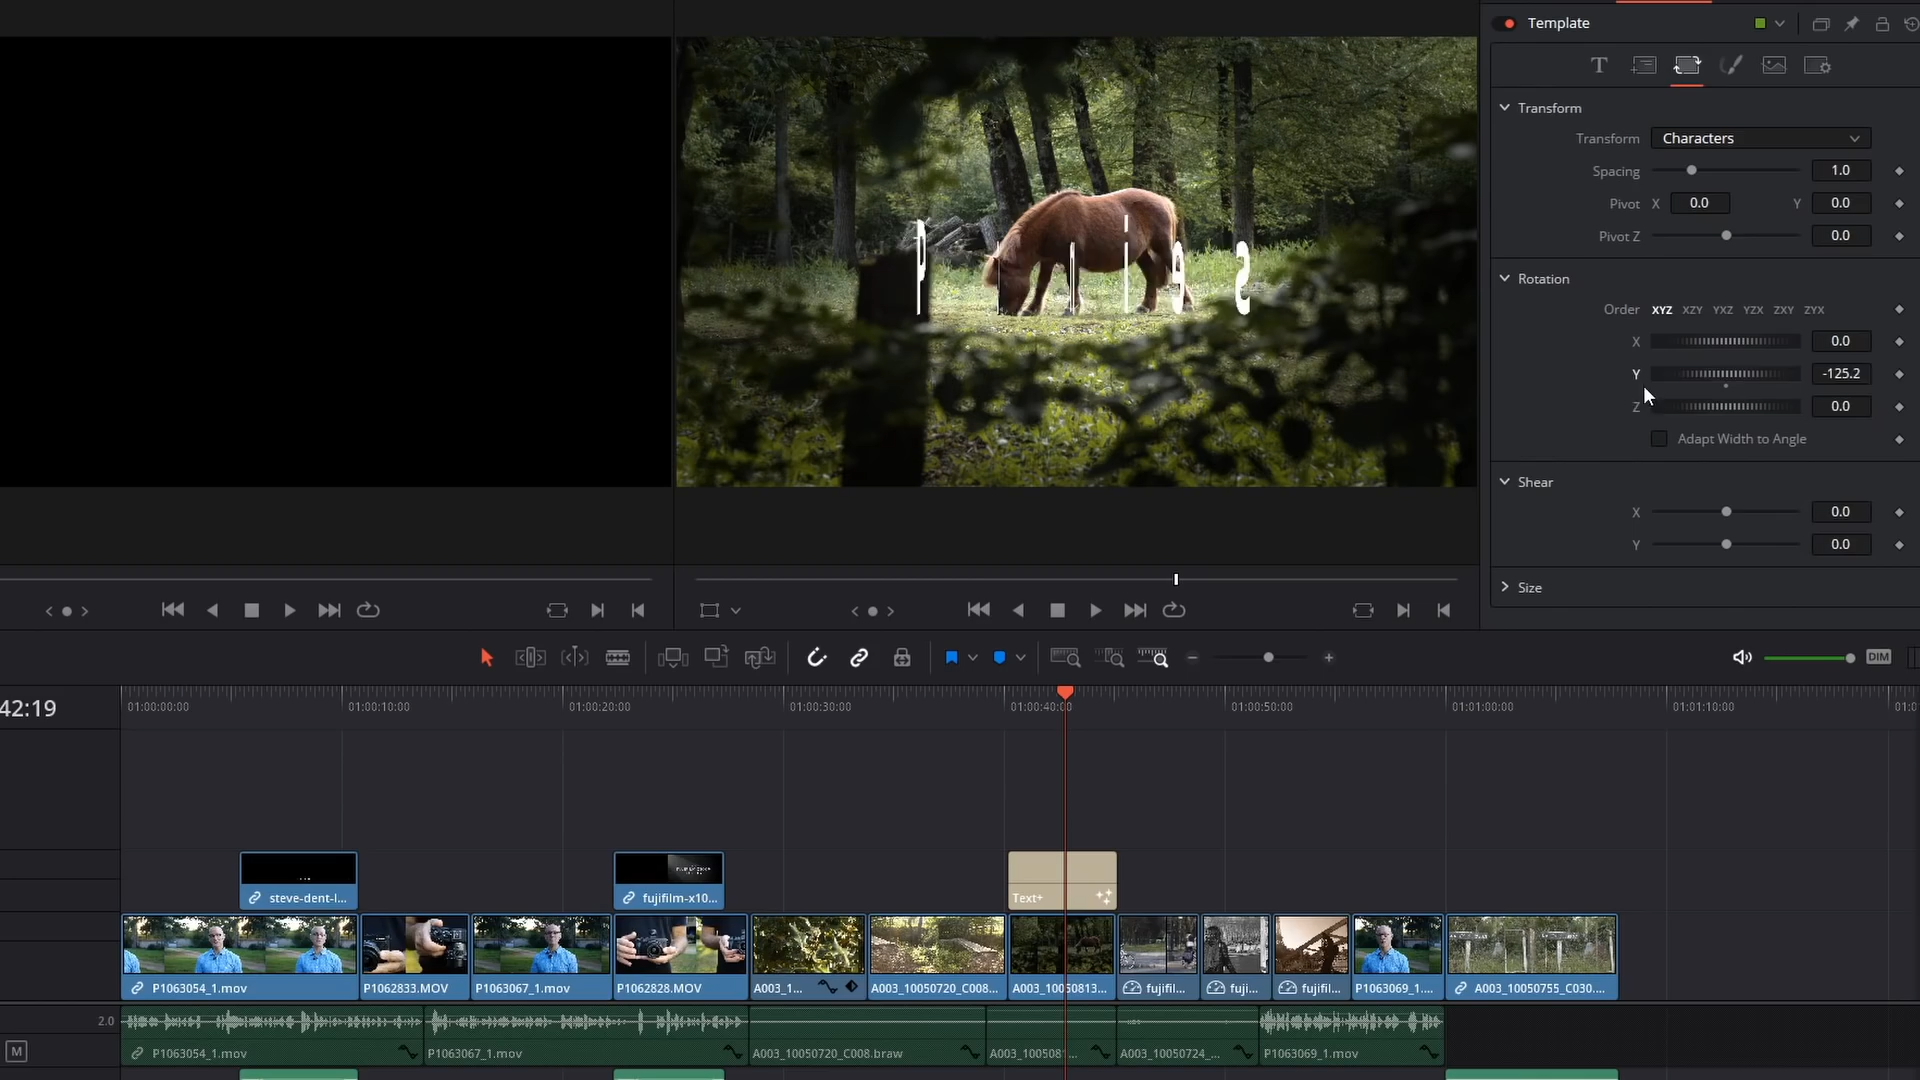 Template
Transform
Transform Characters
Spacing 1.0
Pivot X 0.0 Y 0.0
Pivot Z 0.0
Rotation
Order XYZ XZY YXZ YZX ZXY ZYX
X 0.0
Y -125.2
Z 0.0
Adapt Width to Angle
Shear
X 0.0
Y 0.0
Size
DIM
42:19
01:00:00:00 01:00:10:00 01:00:20:00 01:00:30:00 01:00:40:00 01:00:50:00 01:01:00:00 01:01:10:00 01:0
steve-dent-l... fujifilm-x10... Text+
P1063054_1.mov P1062833.MOV P1063067_1.mov P1062828.MOV A003_1... A003_10050720_C008... A003_10050813... fujifil... fuji... fujifil... P1063069_1.... A003_10050755_C030....
2.0
M P1063054_1.mov P1063067_1.mov A003_10050720_C008.braw A003_100508... A003_10050724_... P1063069_1.mov